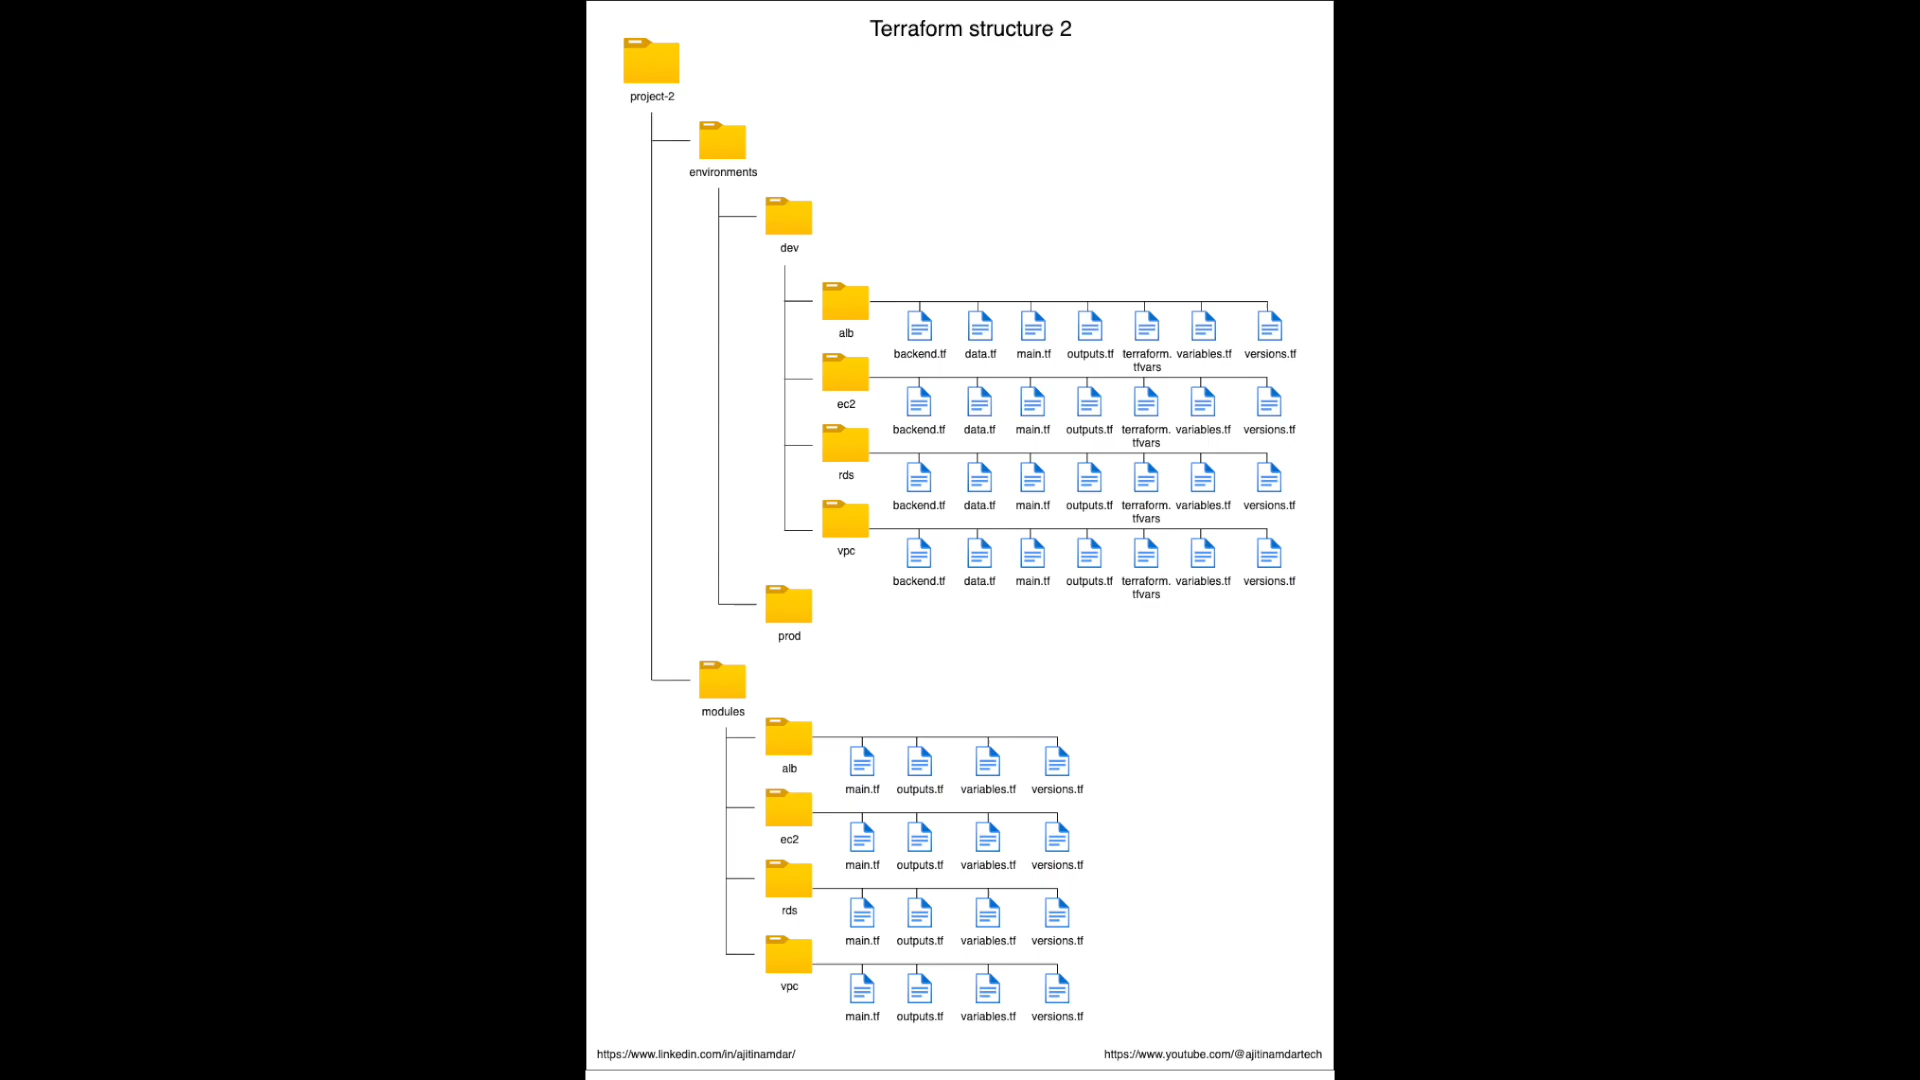 Terraform structure 2
project-2
environments
dev
alb
backend.tf data.tf main.tf outputs.tf terraform. variables.tf versions.tf
tfvars
ec2
backend.tf data.tf main.tf outputs.tf terraform. variables.tf versions.tf
tfvars
rds
backend.tf data.tf main.tf outputs.tf terraform. variables.tf versions.tf
tfvars
vpc
backend.tf data.tf main.tf outputs.tf terraform. variables.tf versions.tf
tfvars
prod
modules
alb
main.tf outputs.tf variables.tf versions.tf
ec2
main.tf outputs.tf variables.tf versions.tf
rds
main.tf outputs.tf variables.tf versions.tf
vpc
main.tf outputs.tf variables.tf versions.tf
https://www.linkedin.com/in/ajitinamdar/ https://www.youtube.com/@ajitinamdartech